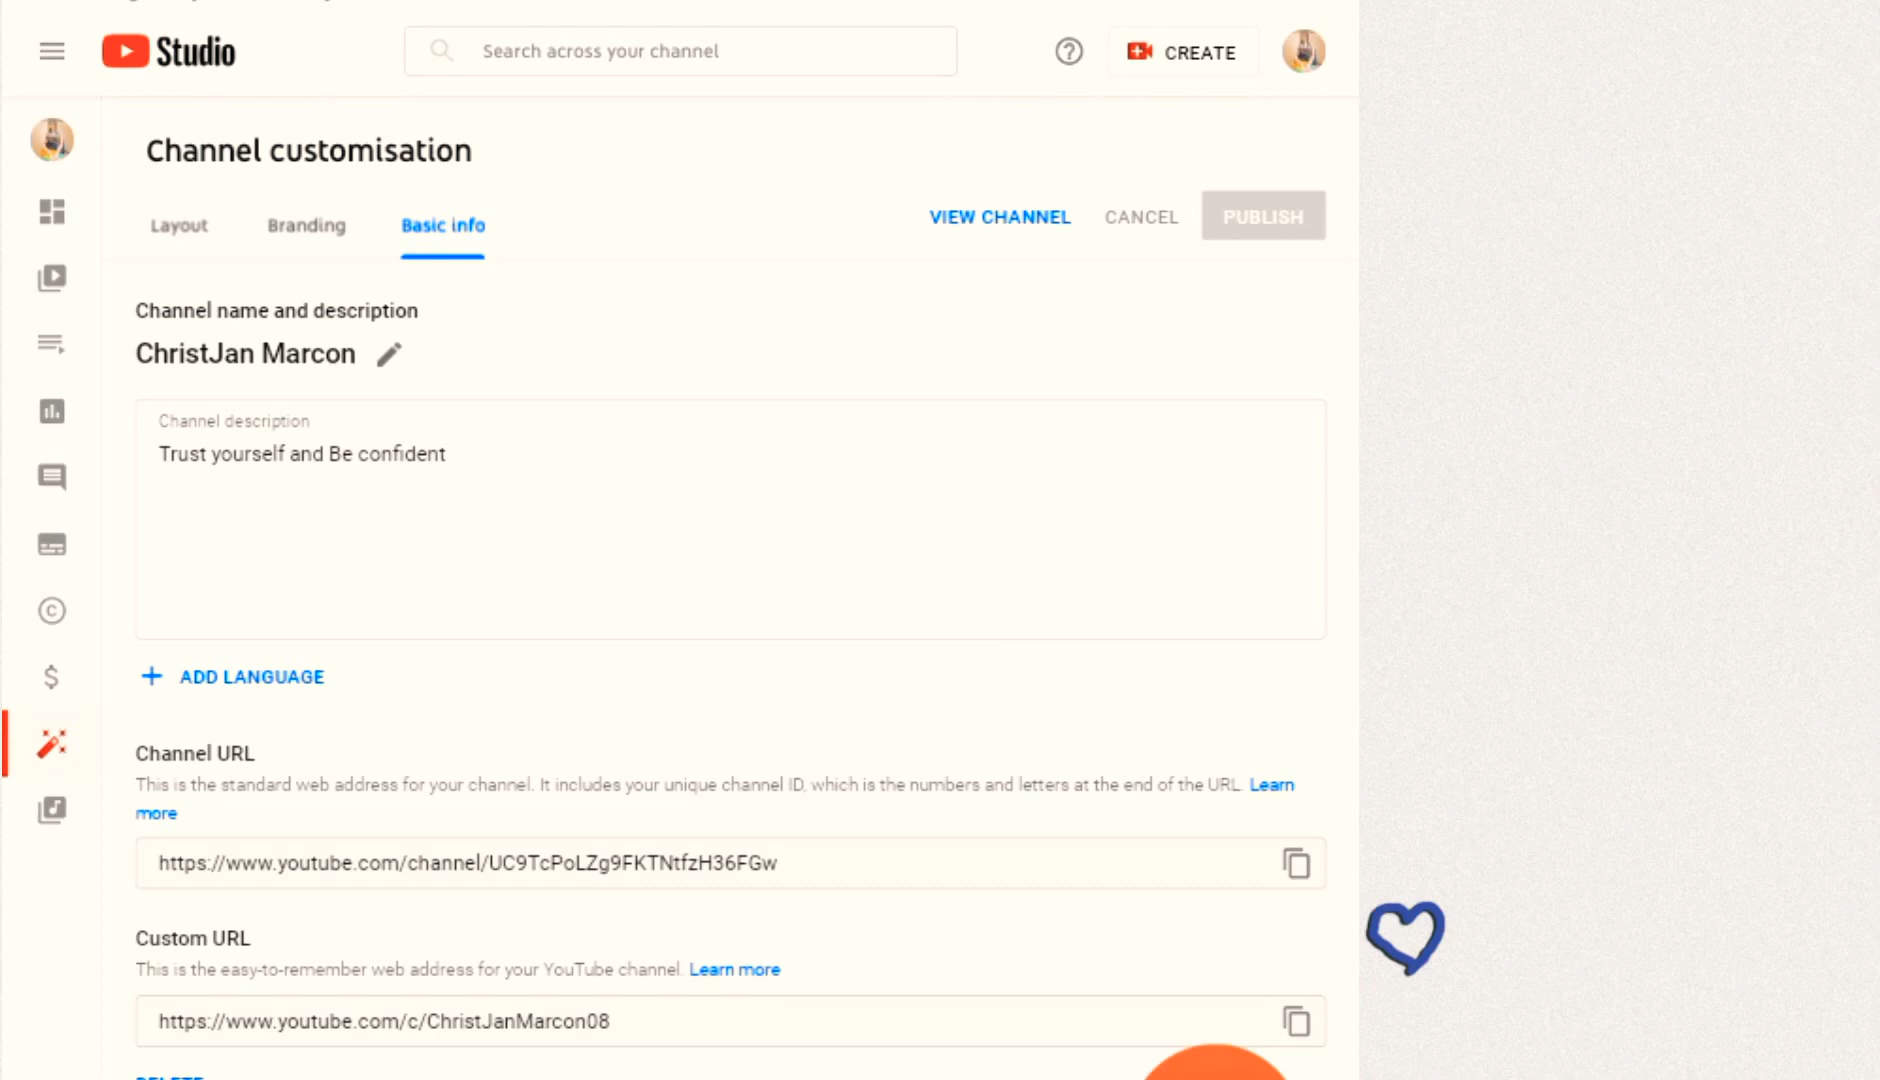 Studio
Search across your channel
CREATE
Channel customisation
Layout
Branding
Basic info
VIEW CHANNEL
CANCEL
PUBLISH
Channel name and description
ChristJan Marcon
Channel description
Trust yourself and Be confident
ADD LANGUAGE
Channel URL
This is the standard web address for your channel. It includes your unique channel ID, which is the numbers and letters at the end of the URL. Learn
more
https://www.youtube.com/channel/UC9TcPoLZg9FKTNtfzH36FGw
Custom URL
This is the easy-to-remember web address for your YouTube channel. Learn more
https://www.youtube.com/c/ChristJanMarcon08